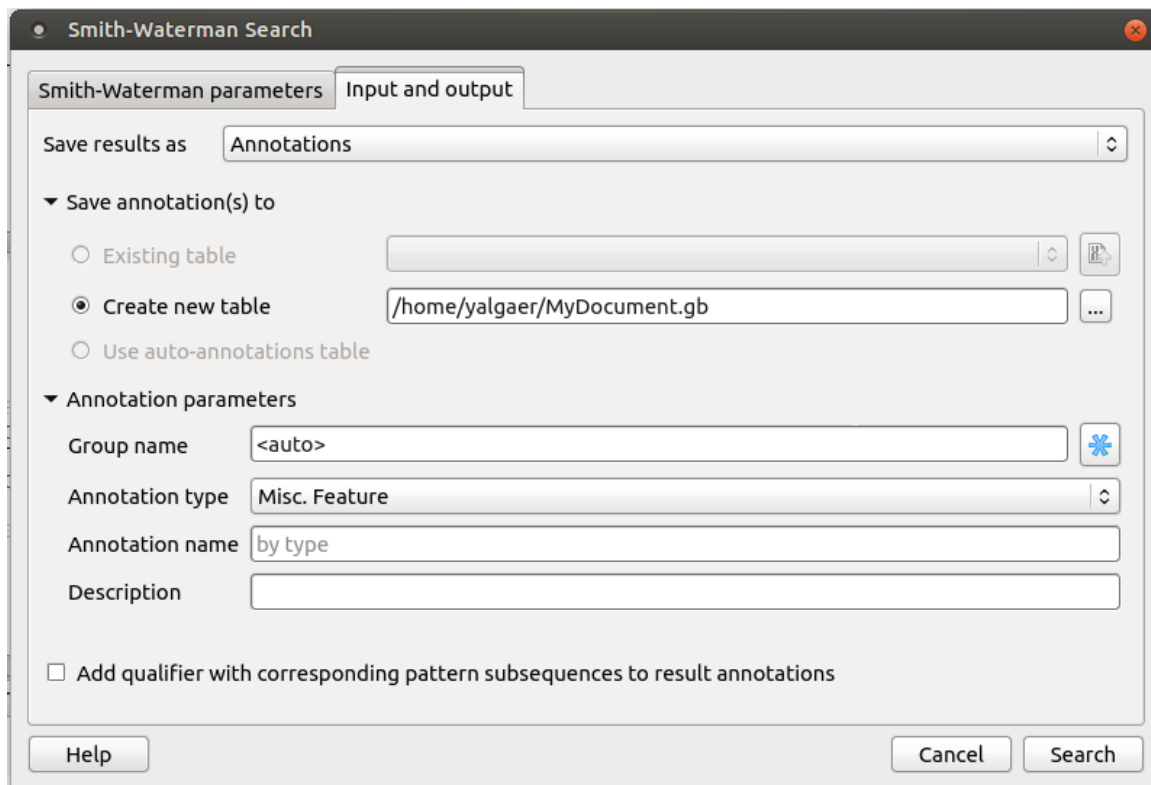 Smith-Waterman Search
Smith-Waterman parameters Input and output
Save results as Annotations
Save annotation(s) to
Existing table
Create new table /home/yalgaer/MyDocument.gb ...
Use auto-annotations table
Annotation parameters
Group name <auto>
Annotation type Misc. Feature
Annotation name by type
Description
Add qualifier with corresponding pattern subsequences to result annotations
Help Cancel Search